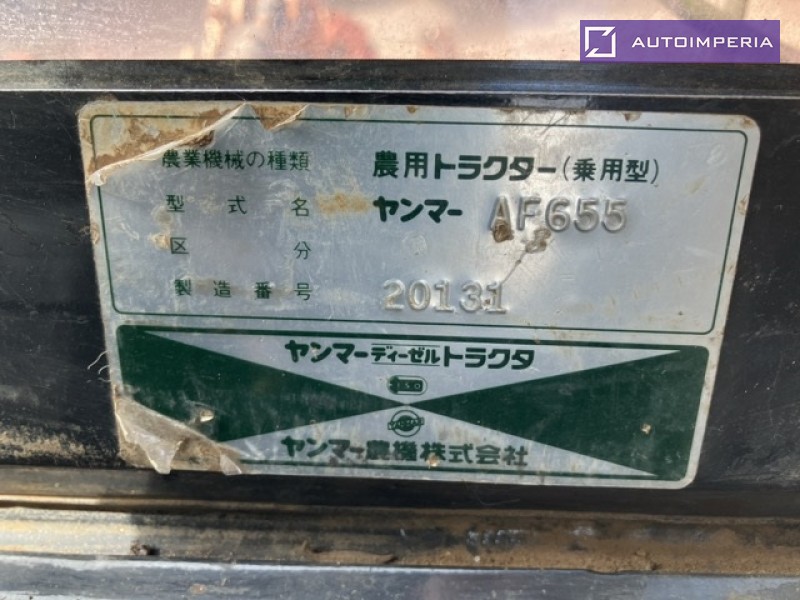 AUTOIMPERIA
農業機械の種類 農用トラクター(乗用型)
型式名 ヤンマー AF655
区分
製造番号 20131
ヤンマーディーゼルトラクタ
ヤンマー農機株式会社